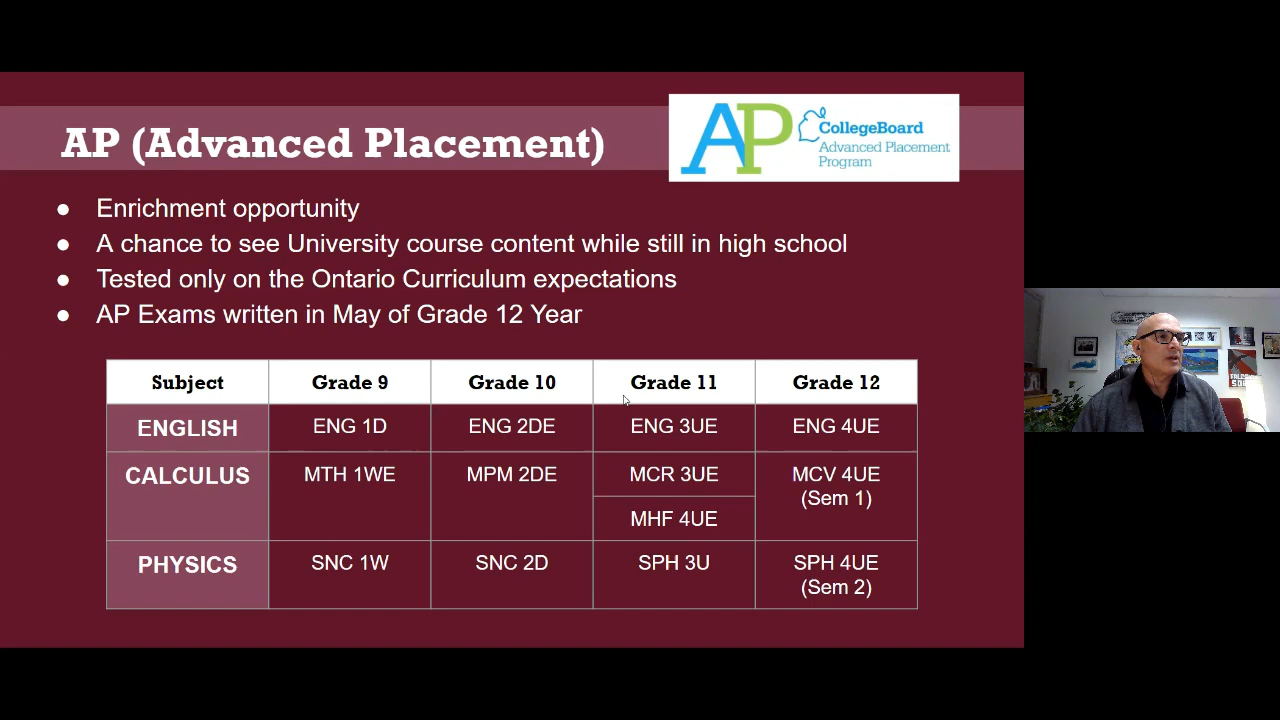 AP (Advanced Placement)
AP
CollegeBoard
Advanced Placement
Program
● Enrichment opportunity
● A chance to see University course content while still in high school
● Tested only on the Ontario Curriculum expectations
● AP Exams written in May of Grade 12 Year
Subject Grade 9 Grade 10 Grade 11 Grade 12
ENGLISH ENG 1D ENG 2DE ENG 3UE ENG 4UE
CALCULUS MTH 1WE MPM 2DE MCR 3UE MCV 4UE
(Sem 1)
MHF 4UE
PHYSICS SNC 1W SNC 2D SPH 3U SPH 4UE
(Sem 2)